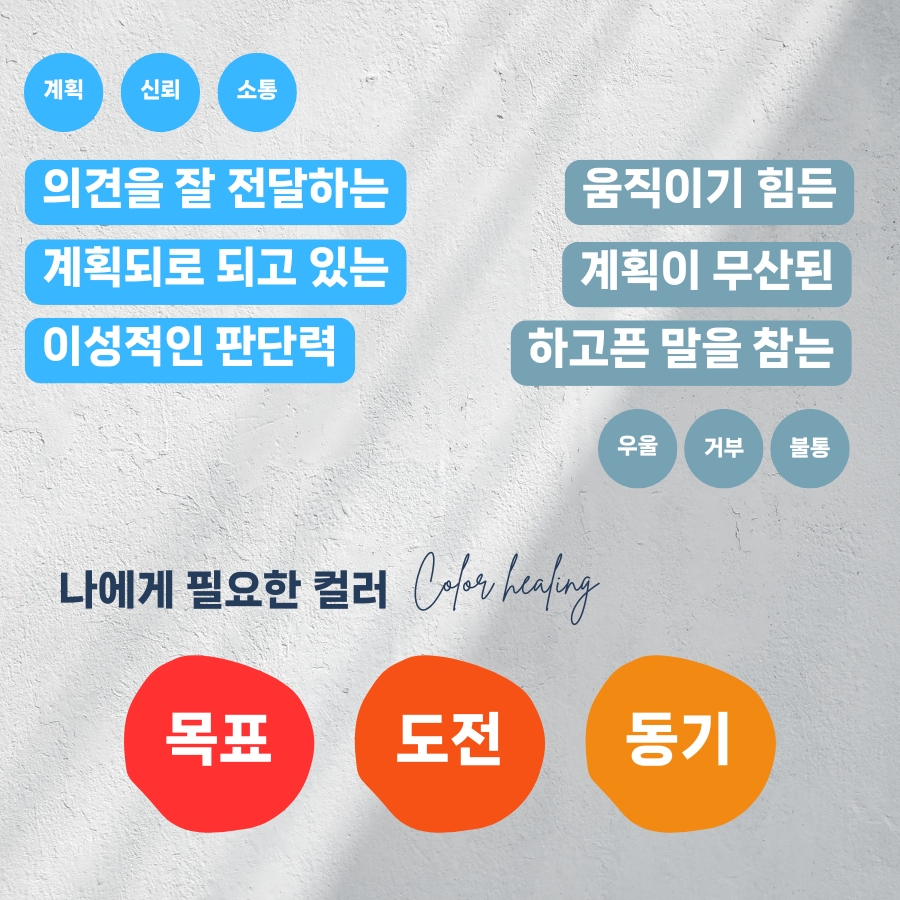 계획 신뢰 소통
의견을 잘 전달하는
계획되로 되고 있는
이성적인 판단력
움직이기 힘든
계획이 무산된
하고픈 말을 참는
우울 거부 불통
나에게 필요한 컬러 Color healing
목표 도전 동기